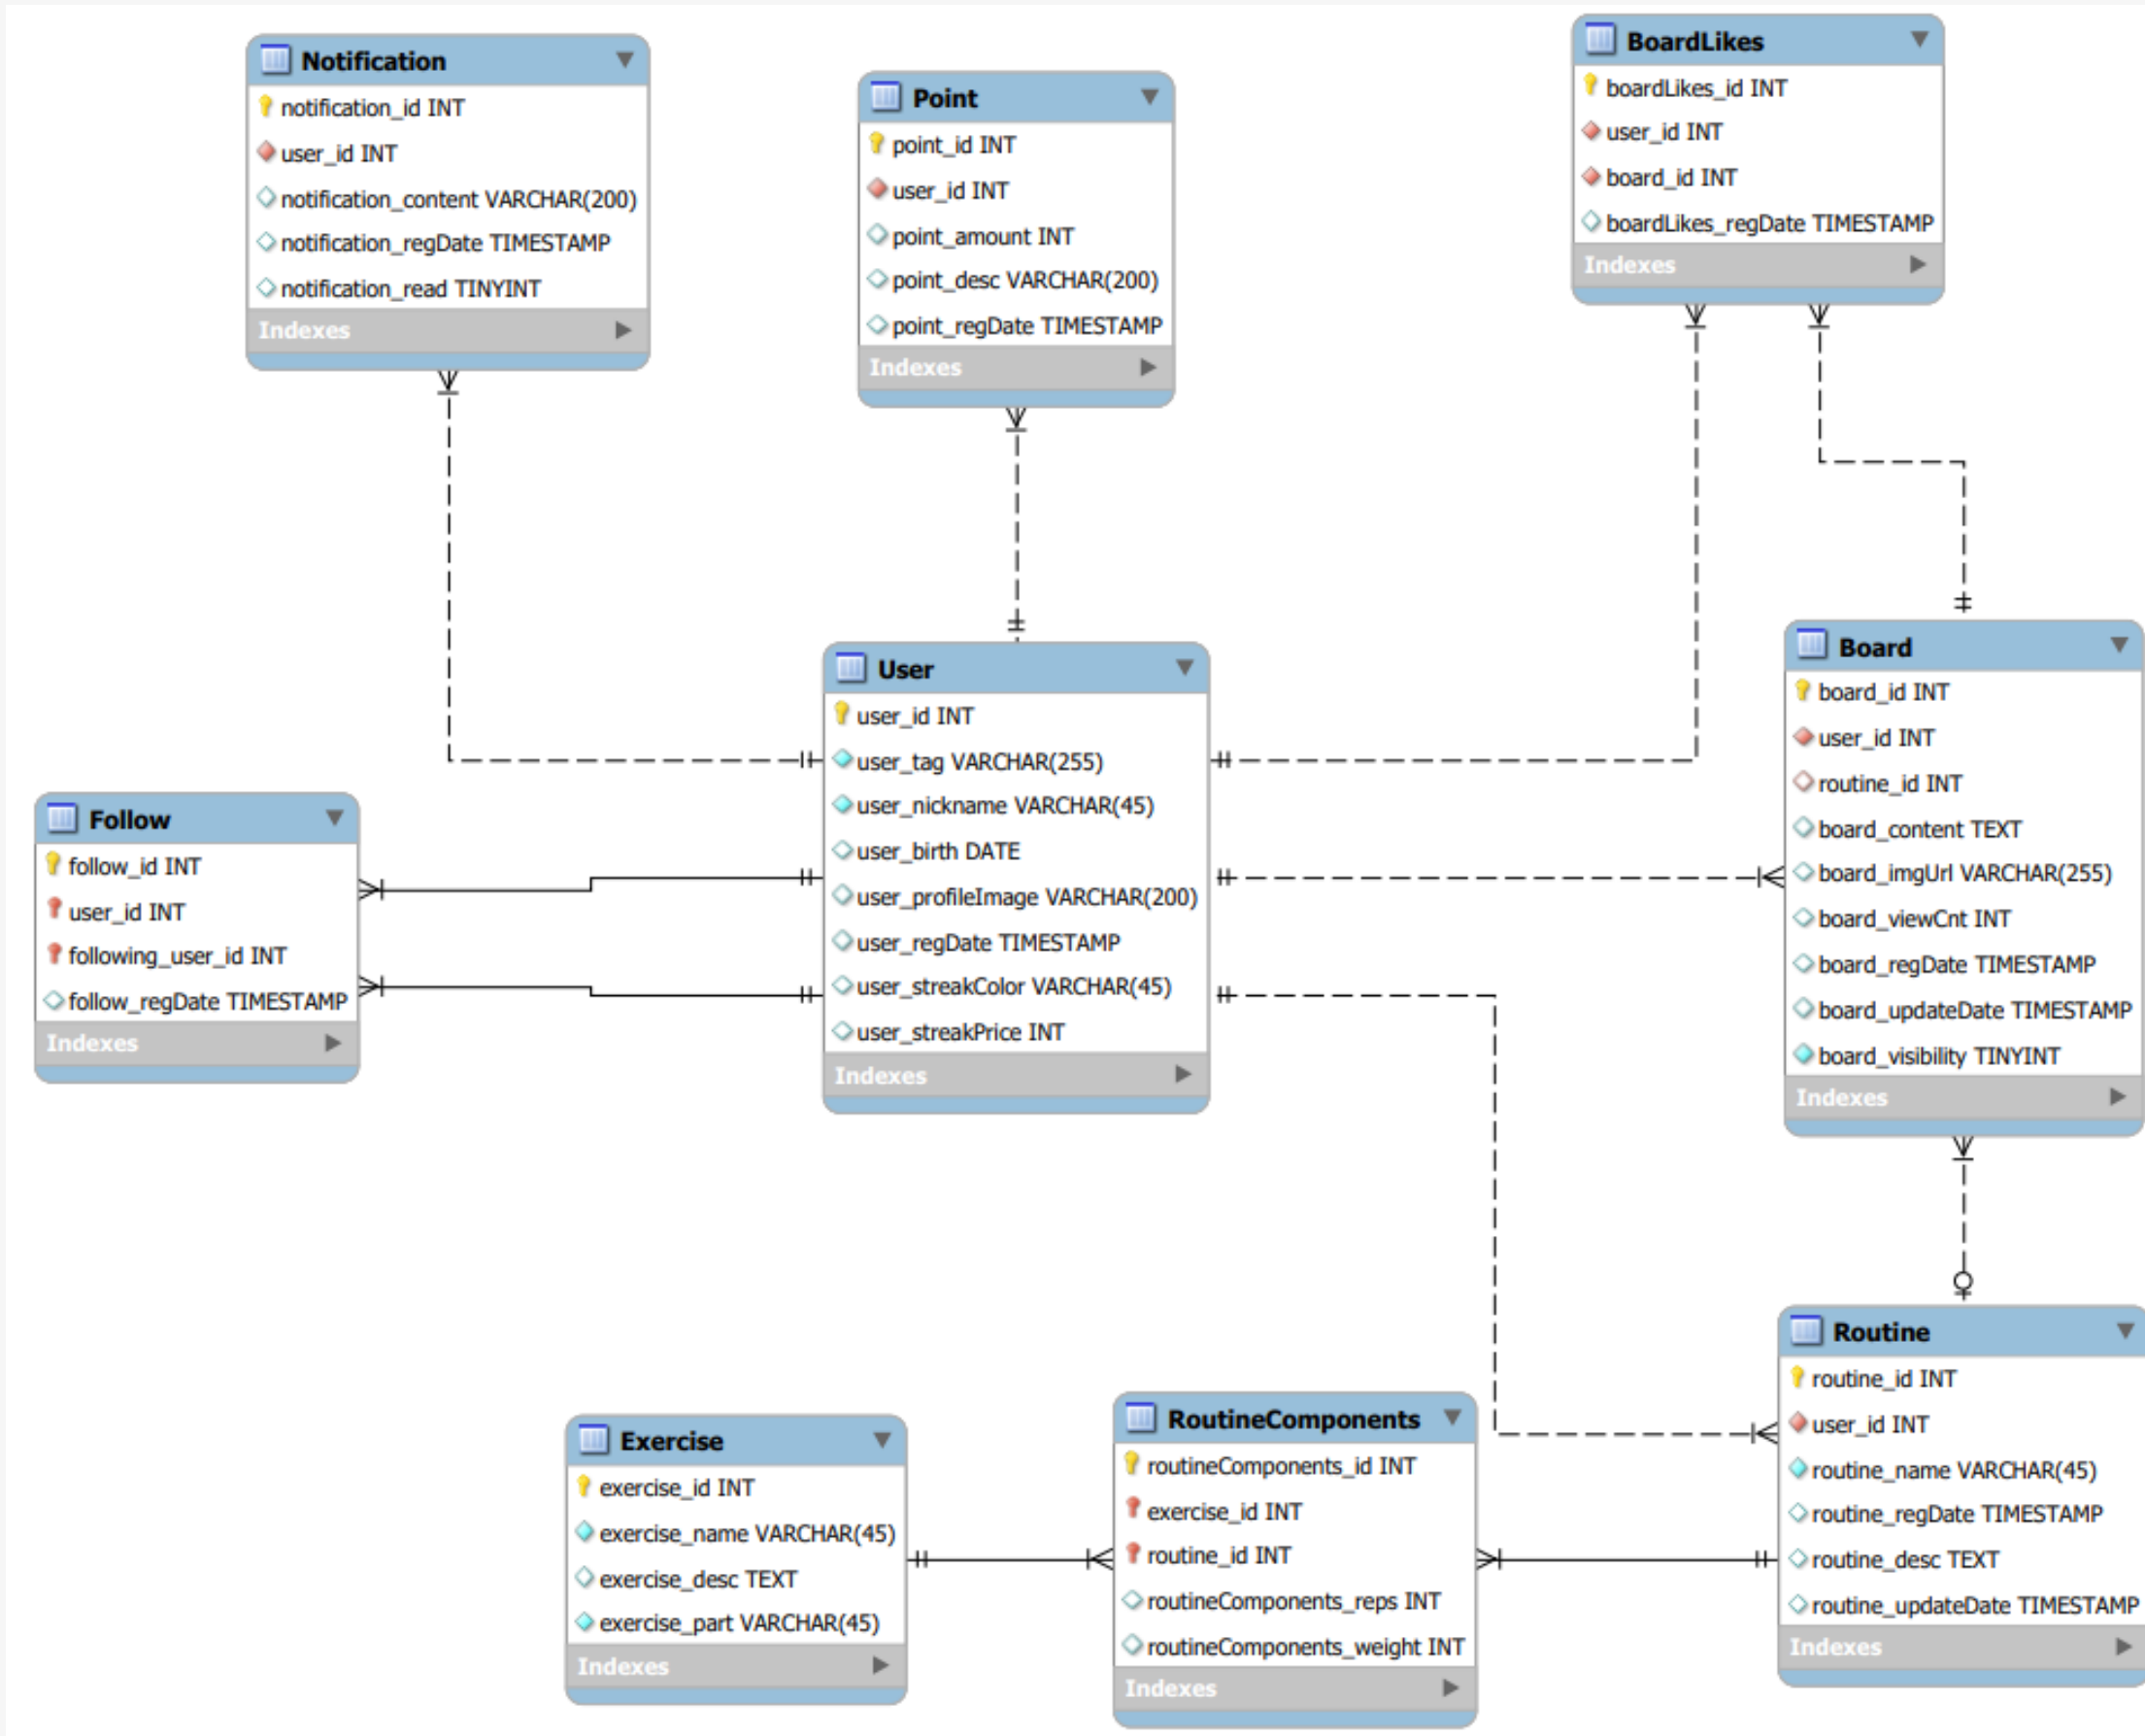 Notification
notification_id INT
user_id INT
notification_content VARCHAR(200)
notification_regDate TIMESTAMP
notification_read TINYINT
Indexes
Point
point_id INT
user_id INT
point_amount INT
point_desc VARCHAR(200)
point_regDate TIMESTAMP
Indexes
BoardLikes
boardLikes_id INT
user_id INT
board_id INT
boardLikes_regDate TIMESTAMP
Indexes
Follow
follow_id INT
user_id INT
following_user_id INT
follow_regDate TIMESTAMP
Indexes
User
user_id INT
user_tag VARCHAR(255)
user_nickname VARCHAR(45)
user_birth DATE
user_profileImage VARCHAR(200)
user_regDate TIMESTAMP
user_streakColor VARCHAR(45)
user_streakPrice INT
Indexes
Board
board_id INT
user_id INT
routine_id INT
board_content TEXT
board_imgUrl VARCHAR(255)
board_viewCnt INT
board_regDate TIMESTAMP
board_updateDate TIMESTAMP
board_visibility TINYINT
Indexes
Exercise
exercise_id INT
exercise_name VARCHAR(45)
exercise_desc TEXT
exercise_part VARCHAR(45)
Indexes
RoutineComponents
routineComponents_id INT
exercise_id INT
routine_id INT
routineComponents_reps INT
routineComponents_weight INT
Indexes
Routine
routine_id INT
user_id INT
routine_name VARCHAR(45)
routine_regDate TIMESTAMP
routine_desc TEXT
routine_updateDate TIMESTAMP
Indexes